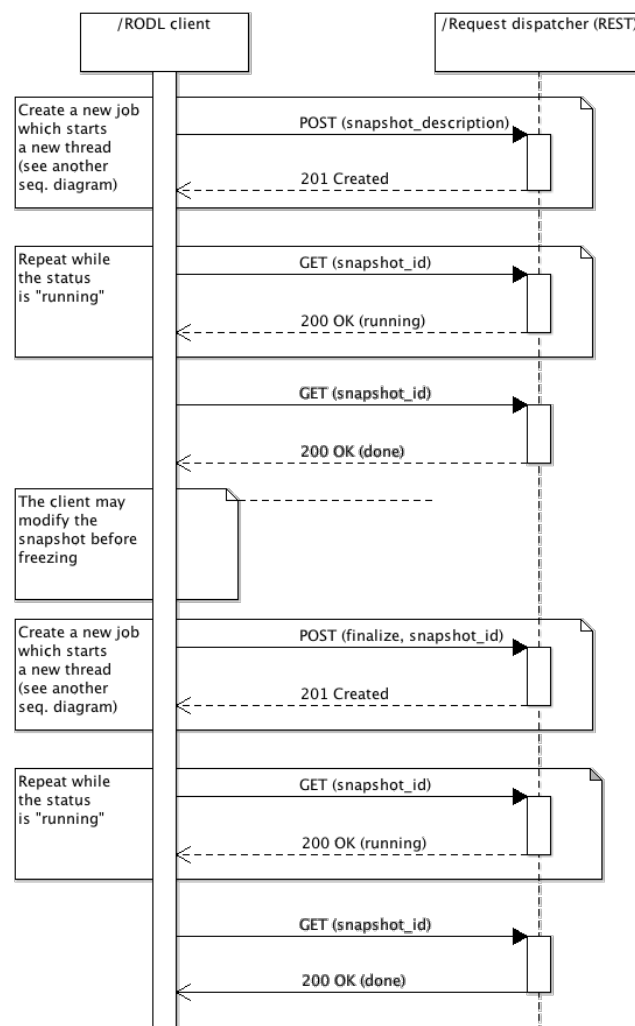 /RODL client
/Request dispatcher (REST)
Create a new job
which starts
a new thread
(see another
seq. diagram)
POST (snapshot_description)
201 Created
Repeat while
the status
is "running"
GET (snapshot_id)
200 OK (running)
GET (snapshot_id)
200 OK (done)
The client may
modify the
snapshot before
freezing
Create a new job
which starts
a new thread
(see another
seq. diagram)
POST (finalize, snapshot_id)
201 Created
Repeat while
the status
is "running"
GET (snapshot_id)
200 OK (running)
GET (snapshot_id)
200 OK (done)